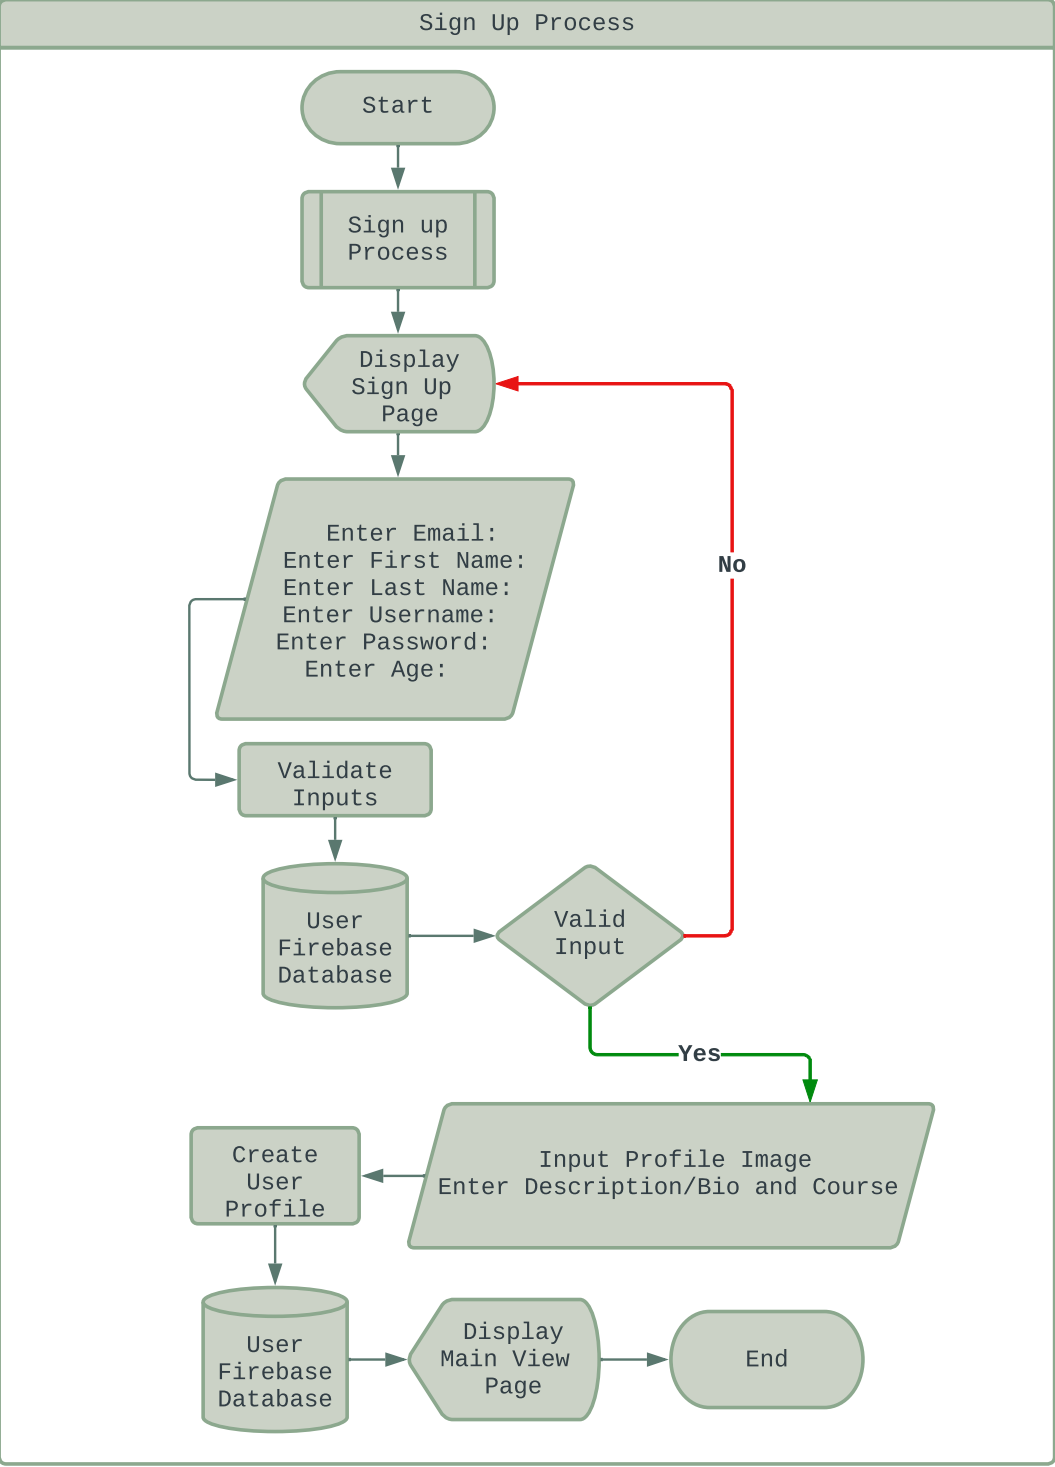 Sign Up Process
Start
Sign up
Process
Display
Sign Up
Page
Enter Email:
Enter First Name:
Enter Last Name:
Enter Username:
Enter Password:
Enter Age:
No
Validate
Inputs
User
Firebase
Database
Valid
Input
Yes
Input Profile Image
Enter Description/Bio and Course
Create
User
Profile
User
Firebase
Database
Display
Main View
Page
End